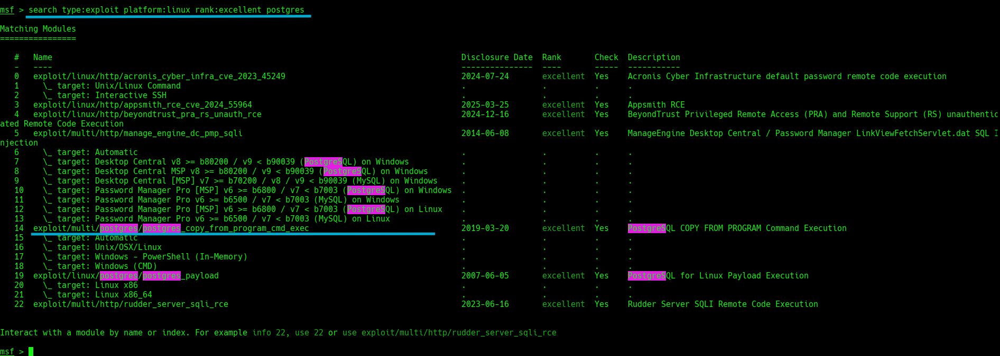 msf > search type:exploit platform:linux rank:excellent postgres
Matching Modules
================
#   Name   Disclosure Date   Rank   Check   Description
-   ----   ---------------   ----   -----   -----------
0   exploit/linux/http/acronis_cyber_infra_cve_2023_45249   2024-07-24   excellent   Yes   Acronis Cyber Infrastructure default password remote code execution
1   \_ target: Unix/Linux Command   .   .   .   .
2   \_ target: Interactive SSH   .   .   .   .
3   exploit/linux/http/appsmith_rce_cve_2024_55964   2025-03-25   excellent   Yes   Appsmith RCE
4   exploit/linux/http/beyondtrust_pra_rs_unauth_rce   2024-12-16   excellent   Yes   BeyondTrust Privileged Remote Access (PRA) and Remote Support (RS) unauthentic
ated Remote Code Execution
5   exploit/multi/http/manage_engine_dc_pmp_sqli   2014-06-08   excellent   Yes   ManageEngine Desktop Central / Password Manager LinkViewFetchServlet.dat SQL I
njection
6   \_ target: Automatic   .   .   .   .
7   \_ target: Desktop Central v8 >= b80200 / v9 < b90039 (PostgreSQL) on Windows   .   .   .   .
8   \_ target: Desktop Central MSP v8 >= b80200 / v9 < b90039 (PostgreSQL) on Windows   .   .   .   .
9   \_ target: Desktop Central [MSP] v7 >= b70200 / v8 / v9 < b90039 (MySQL) on Windows   .   .   .   .
10   \_ target: Password Manager Pro [MSP] v6 >= b6800 / v7 < b7003 (PostgreSQL) on Windows   .   .   .   .
11   \_ target: Password Manager Pro v6 >= b6500 / v7 < b7003 (MySQL) on Windows   .   .   .   .
12   \_ target: Password Manager Pro [MSP] v6 >= b6800 / v7 < b7003 (PostgreSQL) on Linux   .   .   .   .
13   \_ target: Password Manager Pro v6 >= b6500 / v7 < b7003 (MySQL) on Linux   .   .   .   .
14   exploit/multi/postgres/postgres_copy_from_program_cmd_exec   2019-03-20   excellent   Yes   PostgreSQL COPY FROM PROGRAM Command Execution
15   \_ target: Automatic   .   .   .   .
16   \_ target: Unix/OSX/Linux   .   .   .   .
17   \_ target: Windows - PowerShell (In-Memory)   .   .   .   .
18   \_ target: Windows (CMD)   .   .   .   .
19   exploit/linux/postgres/postgres_payload   2007-06-05   excellent   Yes   PostgreSQL for Linux Payload Execution
20   \_ target: Linux x86   .   .   .   .
21   \_ target: Linux x86_64   .   .   .   .
22   exploit/multi/http/rudder_server_sqli_rce   2023-06-16   excellent   Yes   Rudder Server SQLI Remote Code Execution
Interact with a module by name or index. For example info 22, use 22 or use exploit/multi/http/rudder_server_sqli_rce
msf >